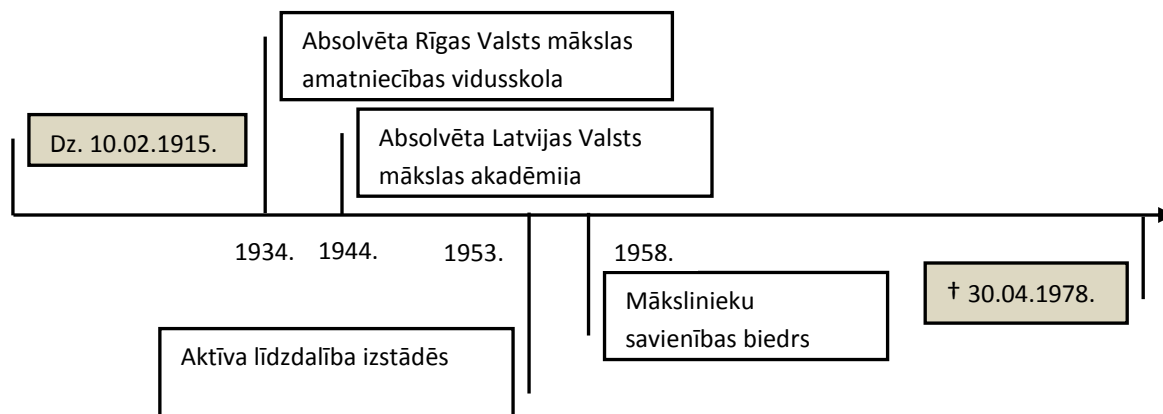 Absolvēta Rīgas Valsts mākslas
amatniecības vidusskola
Dz. 10.02.1915.
Absolvēta Latvijas Valsts
mākslas akadēmija
1934.
1944.
1953.
1958.
Mākslinieku
savienības biedrs
† 30.04.1978.
Aktīva līdzdalība izstādēs